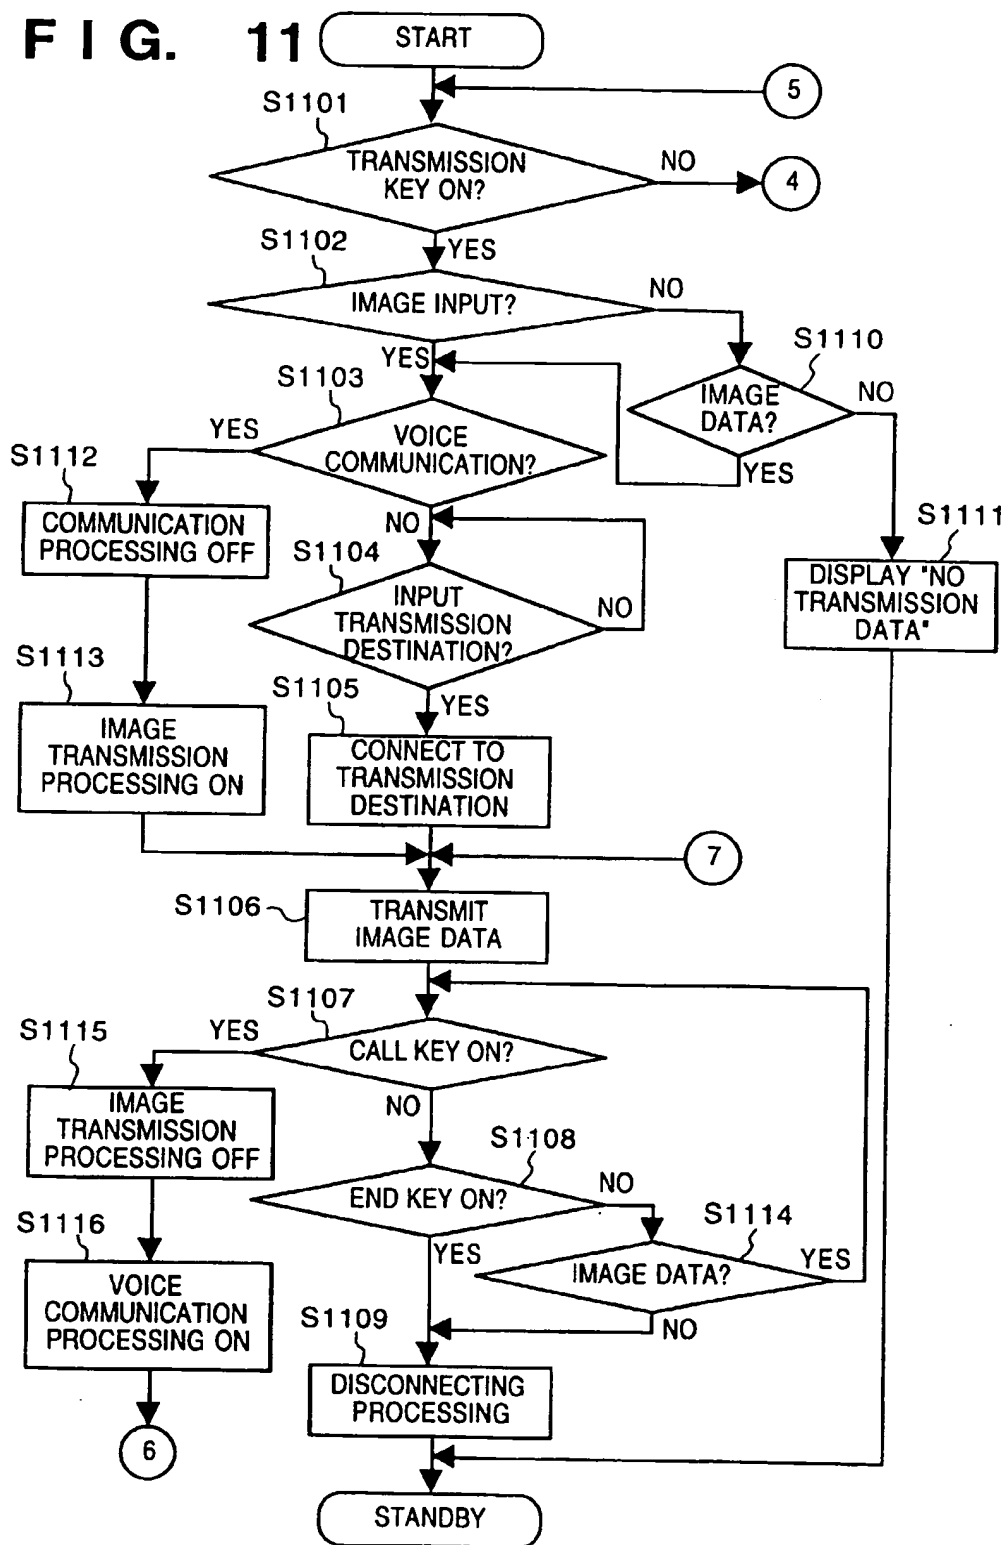 FIG. 11
START
5
S1101
TRANSMISSION
KEY ON?
NO
4
YES
S1102
IMAGE INPUT?
NO
YES
S1110
IMAGE
DATA?
NO
YES
S1103
VOICE
COMMUNICATION?
YES
NO
S1112
COMMUNICATION
PROCESSING OFF
S1104
INPUT
TRANSMISSION
DESTINATION?
NO
YES
S1111
DISPLAY "NO
TRANSMISSION
DATA"
S1113
IMAGE
TRANSMISSION
PROCESSING ON
S1105
CONNECT TO
TRANSMISSION
DESTINATION
7
S1106
TRANSMIT
IMAGE DATA
S1107
CALL KEY ON?
YES
NO
S1115
IMAGE
TRANSMISSION
PROCESSING OFF
S1108
END KEY ON?
NO
YES
S1114
IMAGE DATA?
YES
NO
S1116
VOICE
COMMUNICATION
PROCESSING ON
6
S1109
DISCONNECTING
PROCESSING
STANDBY